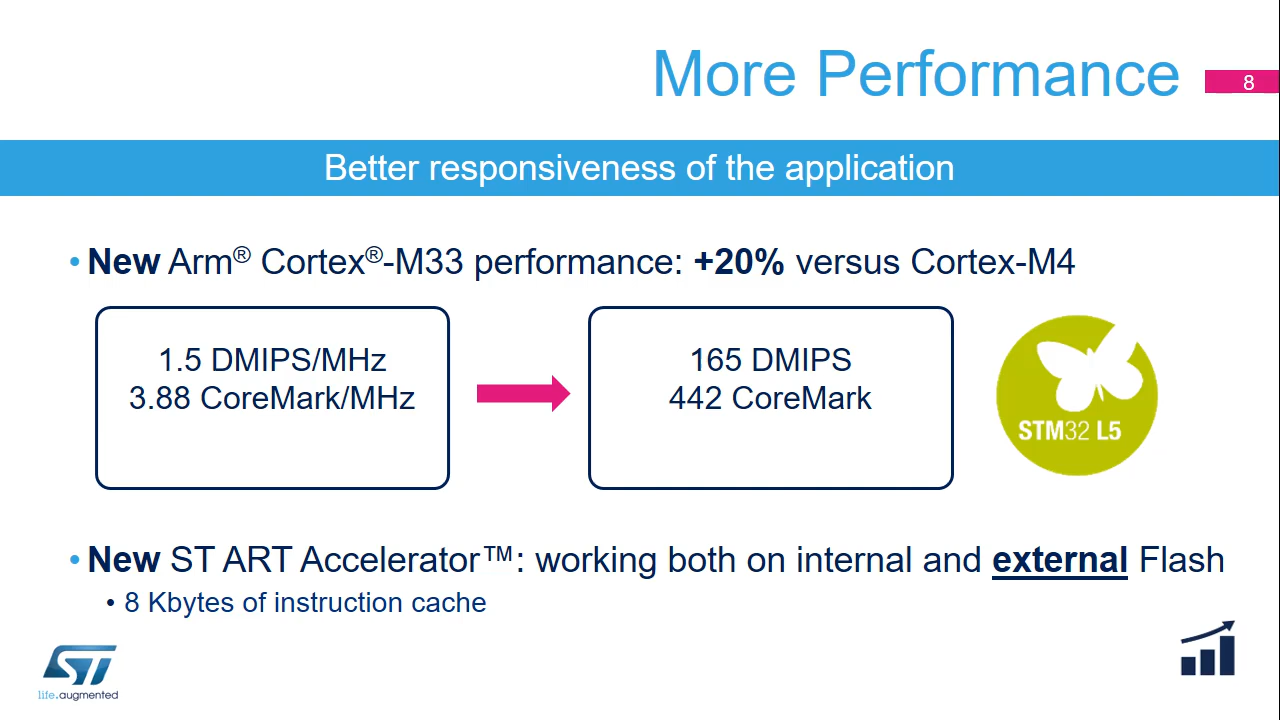 More Performance
8
Better responsiveness of the application
• New Arm® Cortex®-M33 performance: +20% versus Cortex-M4
1.5 DMIPS/MHz
3.88 CoreMark/MHz
165 DMIPS
442 CoreMark
STM32 L5
• New ST ART Accelerator™: working both on internal and external Flash
• 8 Kbytes of instruction cache
ST
life.augmented